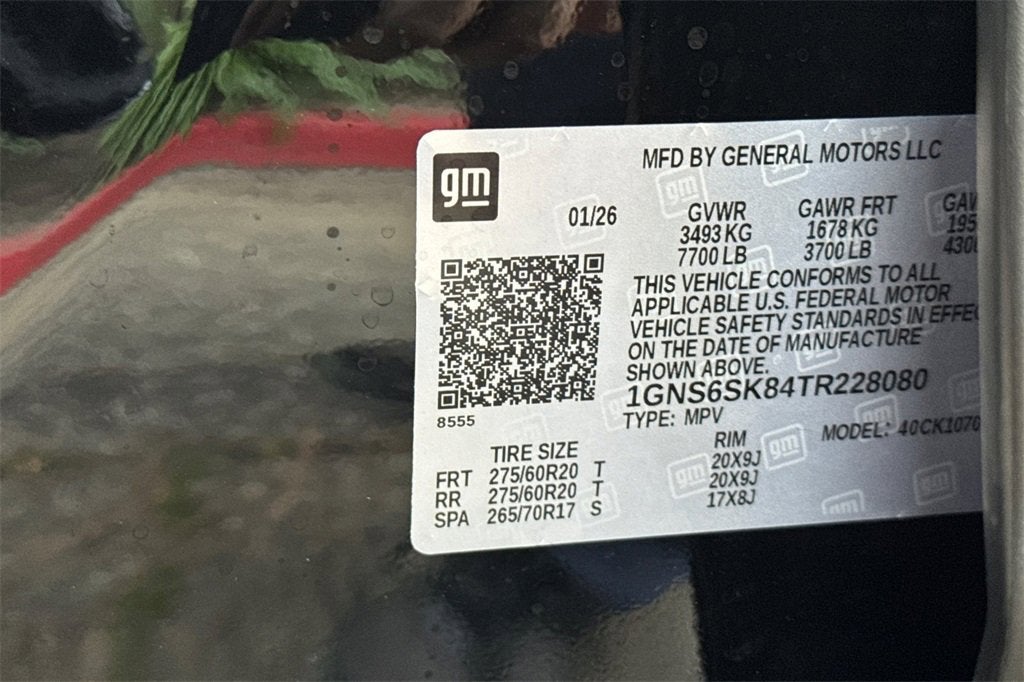 gm
MFD BY GENERAL MOTORS LLC
01/26 GVWR GAWR FRT
3493 KG 1678 KG
7700 LB 3700 LB
THIS VEHICLE CONFORMS TO ALL
APPLICABLE U.S. FEDERAL MOTOR
VEHICLE SAFETY STANDARDS IN EFFEC
ON THE DATE OF MANUFACTURE
SHOWN ABOVE.
1GNS6SK84TR228080
TYPE: MPV
MODEL: 40CK1070
8555
TIRE SIZE RIM
FRT 275/60R20 T 20X9J
RR 275/60R20 T 20X9J
SPA 265/70R17 S 17X8J